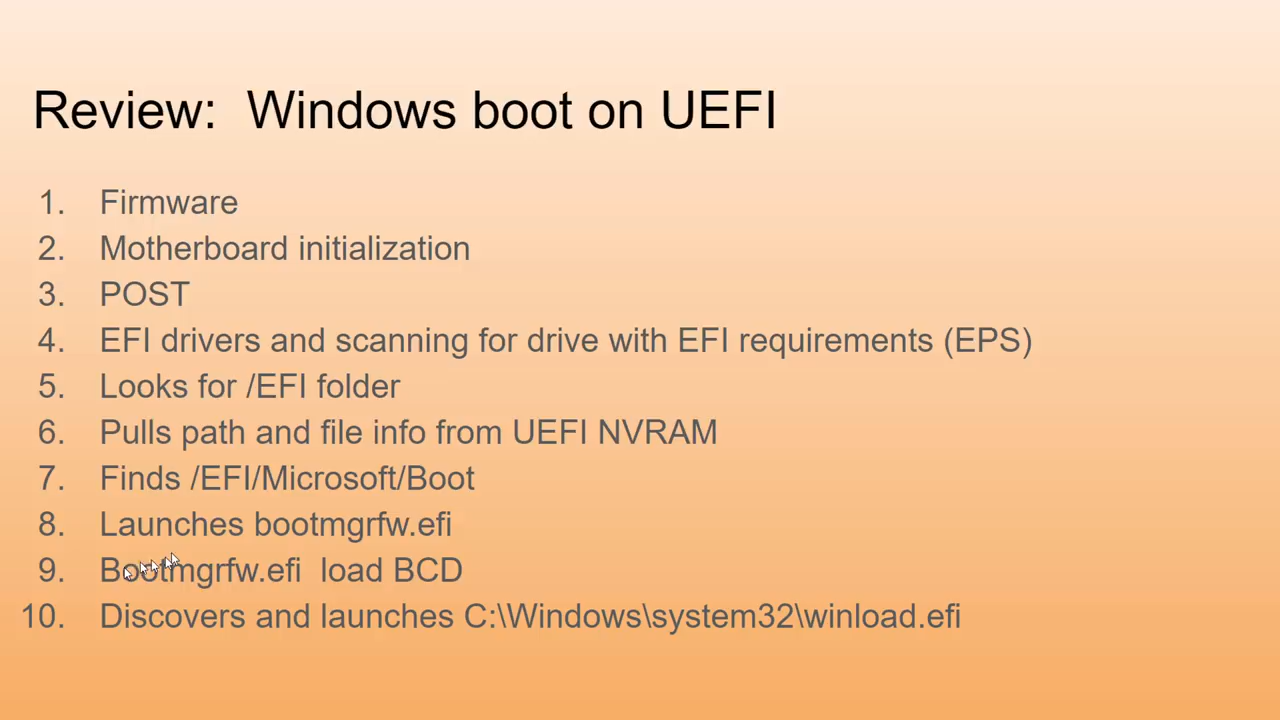 Review:  Windows boot on UEFI
1. Firmware
2. Motherboard initialization
3. POST
4. EFI drivers and scanning for drive with EFI requirements (EPS)
5. Looks for /EFI folder
6. Pulls path and file info from UEFI NVRAM
7. Finds /EFI/Microsoft/Boot
8. Launches bootmgrfw.efi
9. Bootmgrfw.efi  load BCD
10. Discovers and launches C:\Windows\system32\winload.efi